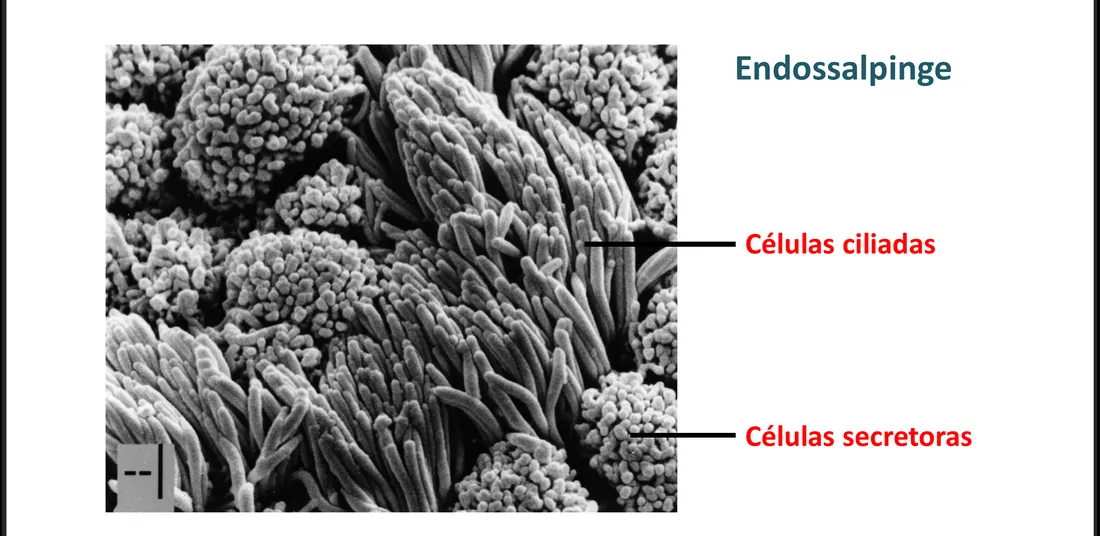 Endossalpinge
Células ciliadas
Células secretoras